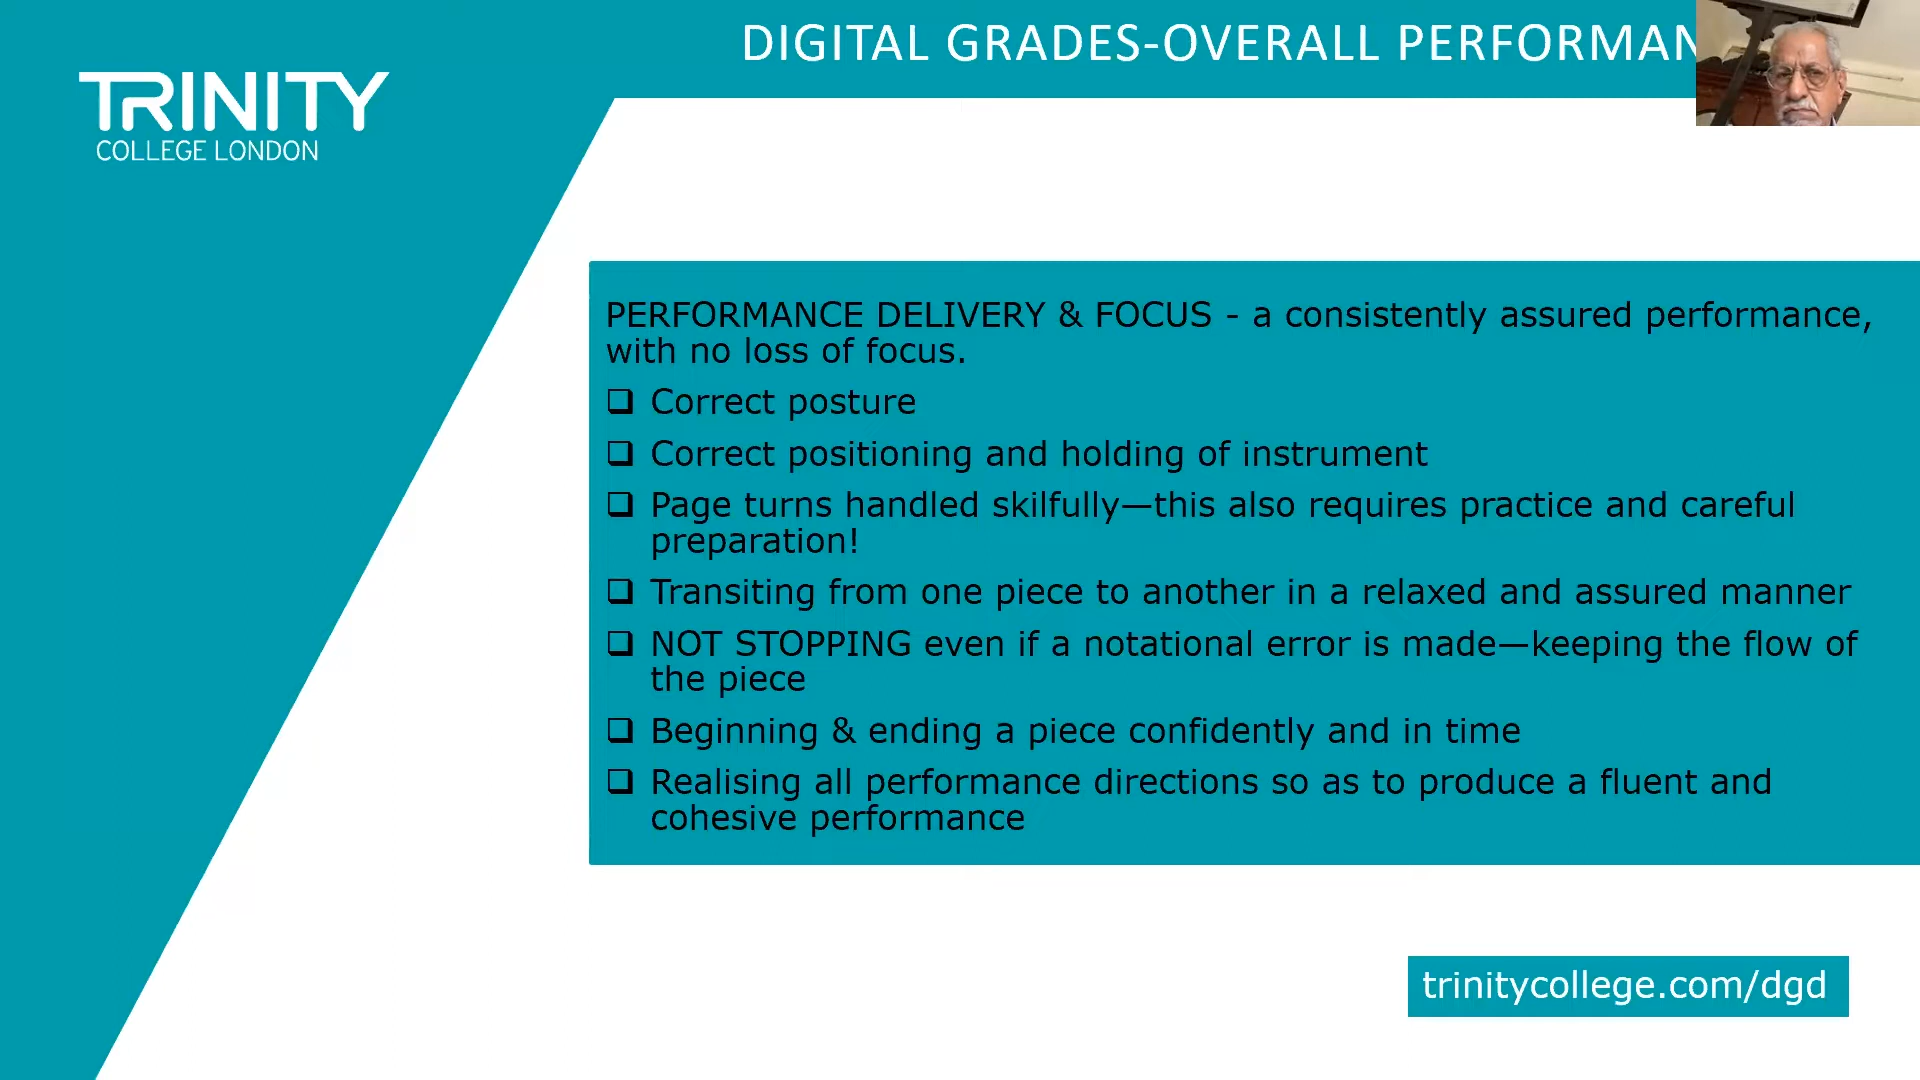 DIGITAL GRADES-OVERALL PERFORMAN
TRINITY
COLLEGE LONDON
PERFORMANCE DELIVERY & FOCUS - a consistently assured performance,
with no loss of focus.
❑ Correct posture
❑ Correct positioning and holding of instrument
❑ Page turns handled skilfully—this also requires practice and careful
preparation!
❑ Transiting from one piece to another in a relaxed and assured manner
❑ NOT STOPPING even if a notational error is made—keeping the flow of
the piece
❑ Beginning & ending a piece confidently and in time
❑ Realising all performance directions so as to produce a fluent and
cohesive performance
trinitycollege.com/dgd